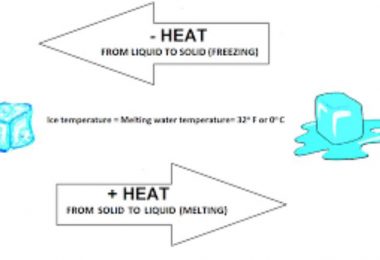 - HEAT
FROM LIQUID TO SOLID (FREEZING)
Ice temperature = Melting water temperature= 32° F or 0° C
+ HEAT
FROM SOLID TO LIQUID (MELTING)